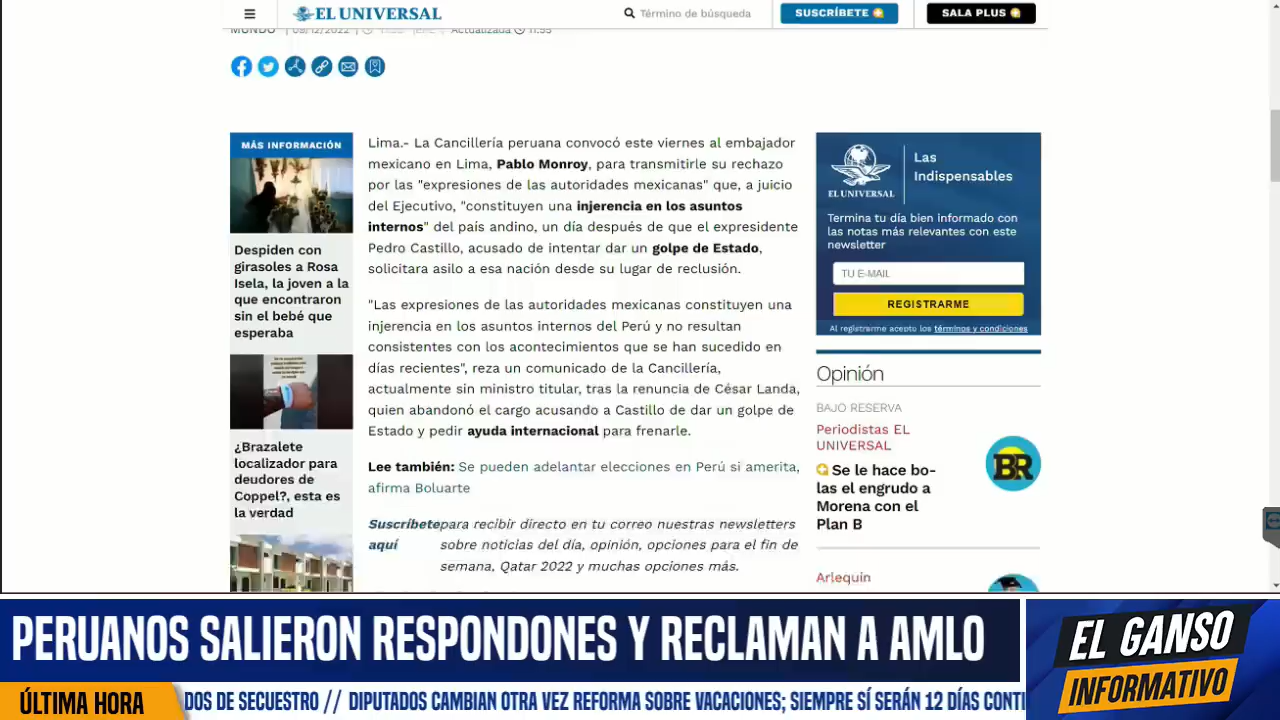 EL UNIVERSAL
Término de búsqueda
SUSCRÍBETE
SALA PLUS
MUNDO | 09/12/2022 |
Actualizada 11:55
MÁS INFORMACIÓN
Despiden con
girasoles a Rosa
Isela, la joven a la
que encontraron
sin el bebé que
esperaba
¿Brazalete
localizador para
deudores de
Coppel?, esta es
la verdad
Lima.- La Cancillería peruana convocó este viernes al embajador
mexicano en Lima, Pablo Monroy, para transmitirle su rechazo
por las "expresiones de las autoridades mexicanas" que, a juicio
del Ejecutivo, "constituyen una injerencia en los asuntos
internos" del país andino, un día después de que el expresidente
Pedro Castillo, acusado de intentar dar un golpe de Estado,
solicitara asilo a esa nación desde su lugar de reclusión.
"Las expresiones de las autoridades mexicanas constituyen una
injerencia en los asuntos internos del Perú y no resultan
consistentes con los acontecimientos que se han sucedido en
días recientes", reza un comunicado de la Cancillería,
actualmente sin ministro titular, tras la renuncia de César Landa,
quien abandonó el cargo acusando a Castillo de dar un golpe de
Estado y pedir ayuda internacional para frenarle.
Lee también: Se pueden adelantar elecciones en Perú si amerita,
afirma Boluarte
Suscríbete para recibir directo en tu correo nuestras newsletters
aquí sobre noticias del día, opinión, opciones para el fin de
semana, Qatar 2022 y muchas opciones más.
EL UNIVERSAL
Las
Indispensables
Termina tu día bien informado con
las notas más relevantes con este
newsletter
TU E-MAIL
REGISTRARME
Al registrarme acepto los términos y condiciones
Opinión
BAJO RESERVA
Periodistas EL
UNIVERSAL
Se le hace bo-
las el engrudo a
Morena con el
Plan B
BR
Arlequín
PERUANOS SALIERON RESPONDONES Y RECLAMAN A AMLO
EL GANSO
INFORMATIVO
ÚLTIMA HORA
DOS DE SECUESTRO // DIPUTADOS CAMBIAN OTRA VEZ REFORMA SOBRE VACACIONES; SIEMPRE SÍ SERÁN 12 DÍAS CONTI